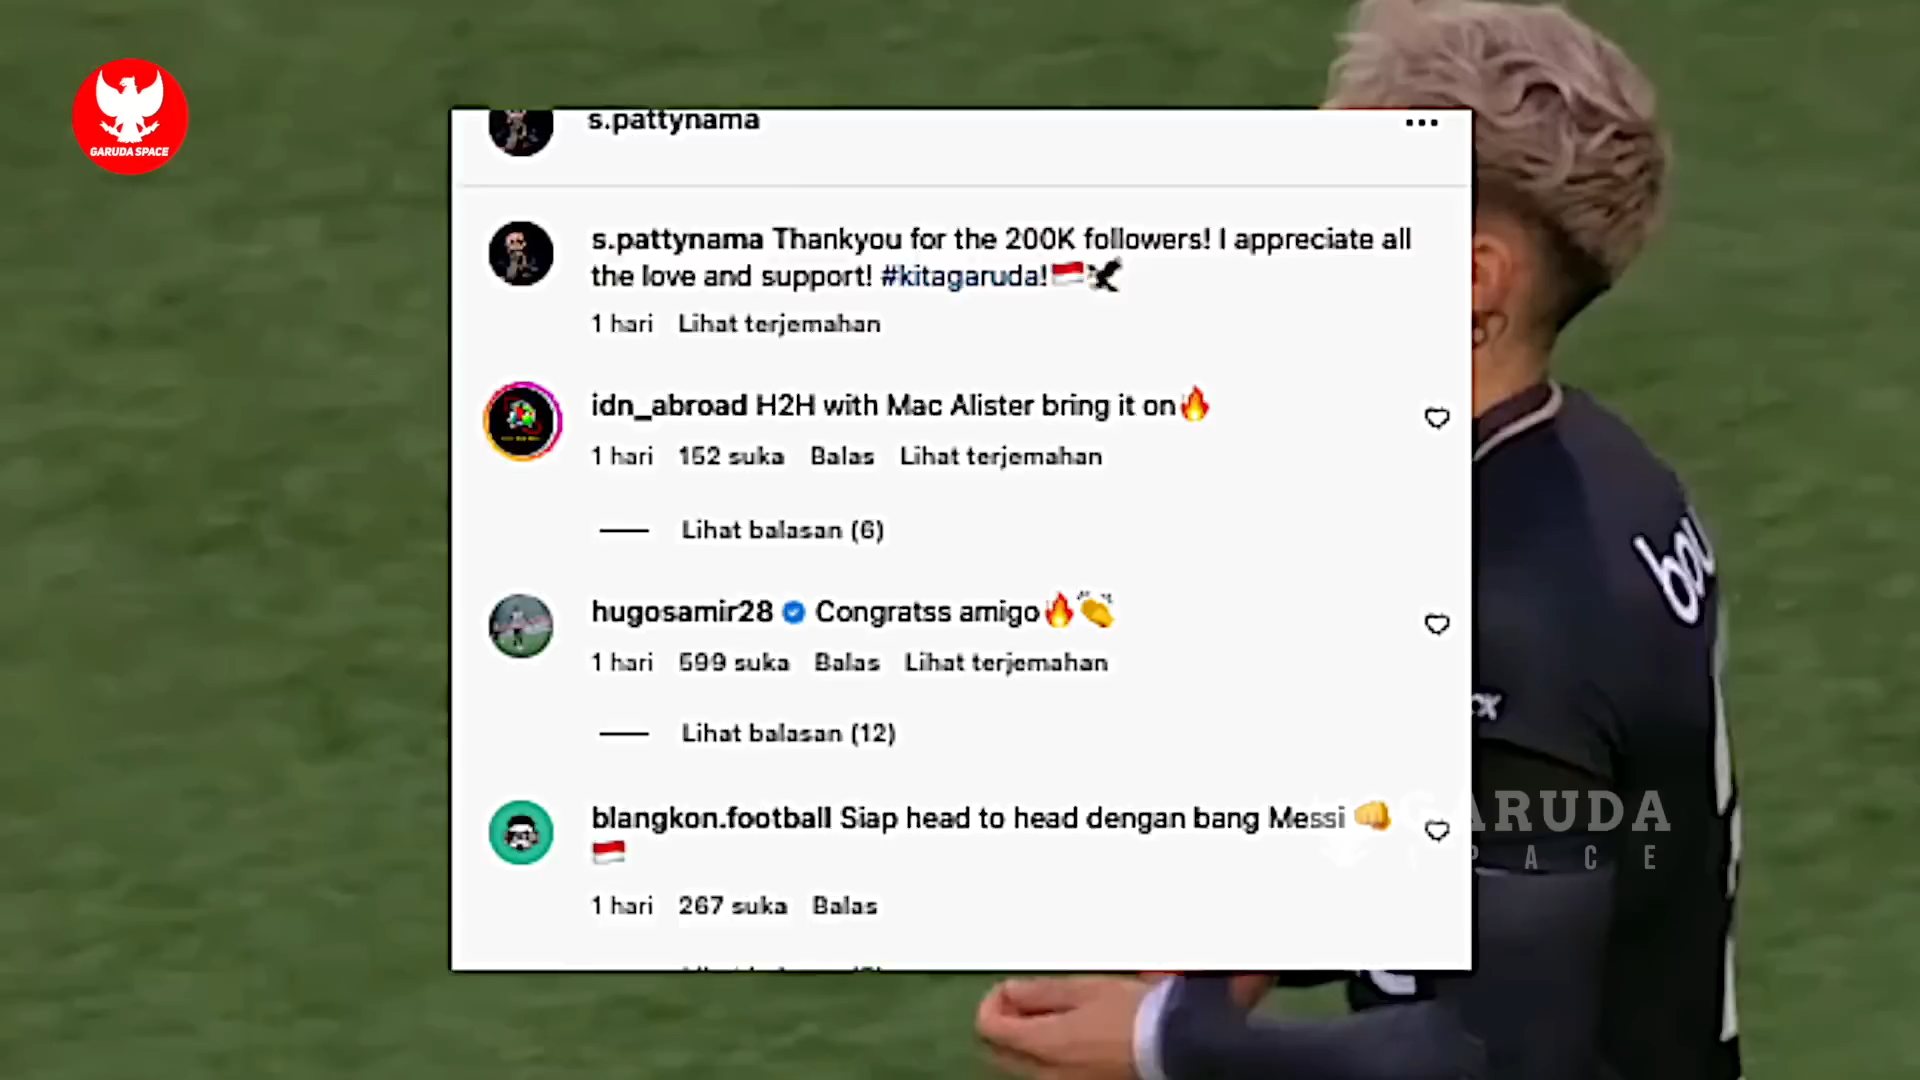 GARUDA SPACE
s.pattynama
s.pattynama Thankyou for the 200K followers! I appreciate all
the love and support! #kitagaruda!🇮🇩🦅
1 hari Lihat terjemahan
idn_abroad H2H with Mac Alister bring it on🔥
1 hari 152 suka Balas Lihat terjemahan
Lihat balasan (6)
hugosamir28 Congratss amigo🔥👏
1 hari 599 suka Balas Lihat terjemahan
Lihat balasan (12)
blangkon.football Siap head to head dengan bang Messi 👊
🇮🇩
1 hari 267 suka Balas
GARUDA
SPACE